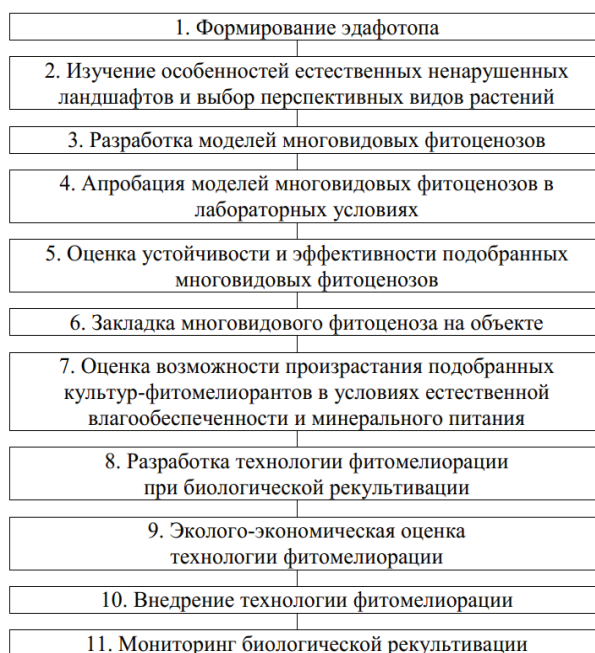 1. Формирование эдафотопа
2. Изучение особенностей естественных ненарушенных
ландшафтов и выбор перспективных видов растений
3. Разработка моделей многовидовых фитоценозов
4. Апробация моделей многовидовых фитоценозов в
лабораторных условиях
5. Оценка устойчивости и эффективности подобранных
многовидовых фитоценозов
6. Закладка многовидового фитоценоза на объекте
7. Оценка возможности произрастания подобранных
культур-фитомелиорантов в условиях естественной
влагообеспеченности и минерального питания
8. Разработка технологии фитомелиорации
при биологической рекультивации
9. Эколого-экономическая оценка
технологии фитомелиорации
10. Внедрение технологии фитомелиорации
11. Мониторинг биологической рекультивации